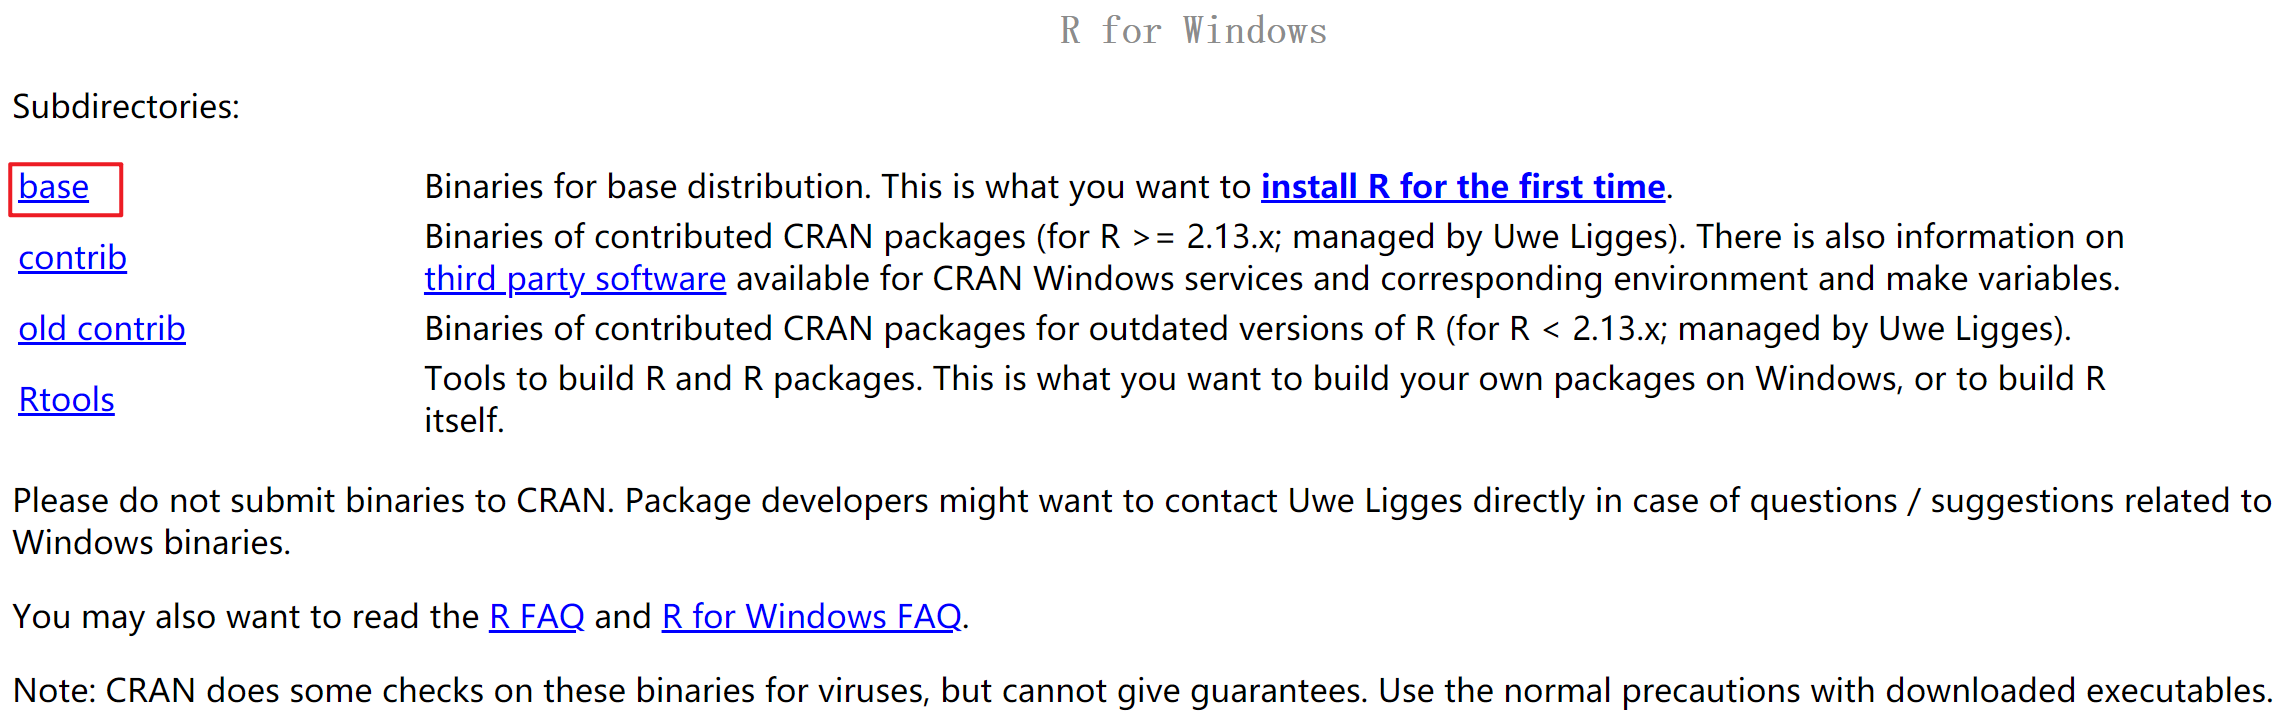 R for Windows
Subdirectories:
base Binaries for base distribution. This is what you want to install R for the first time.
contrib Binaries of contributed CRAN packages (for R >= 2.13.x; managed by Uwe Ligges). There is also information on
third party software available for CRAN Windows services and corresponding environment and make variables.
old contrib Binaries of contributed CRAN packages for outdated versions of R (for R < 2.13.x; managed by Uwe Ligges).
Rtools Tools to build R and R packages. This is what you want to build your own packages on Windows, or to build R
itself.
Please do not submit binaries to CRAN. Package developers might want to contact Uwe Ligges directly in case of questions / suggestions related to
Windows binaries.
You may also want to read the R FAQ and R for Windows FAQ.
Note: CRAN does some checks on these binaries for viruses, but cannot give guarantees. Use the normal precautions with downloaded executables.